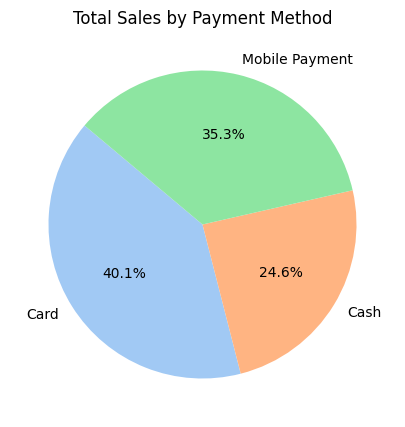 Total Sales by Payment Method
Mobile Payment
35.3%
40.1%
24.6%
Card
Cash